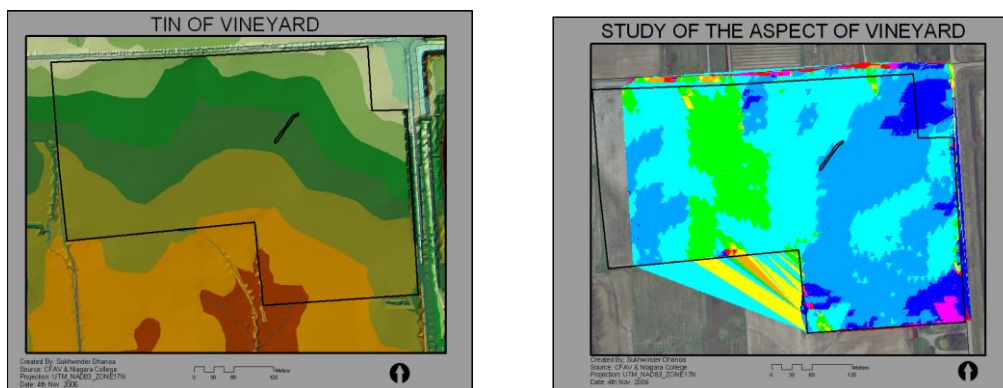 TIN OF VINEYARD
Created By: Sukhwinder Dhanoa
Source: CFAV & Niagara College
Projection: UTM_NAD83_ZONE17N
Date: 4th Nov. 2006
Meters
0 30 60 120
STUDY OF THE ASPECT OF VINEYARD
Created By: Sukhwinder Dhanoa
Source: CFAV & Niagara College
Projection: UTM_NAD83_ZONE17N
Date: 4th Nov. 2006
Meters
0 30 60 120